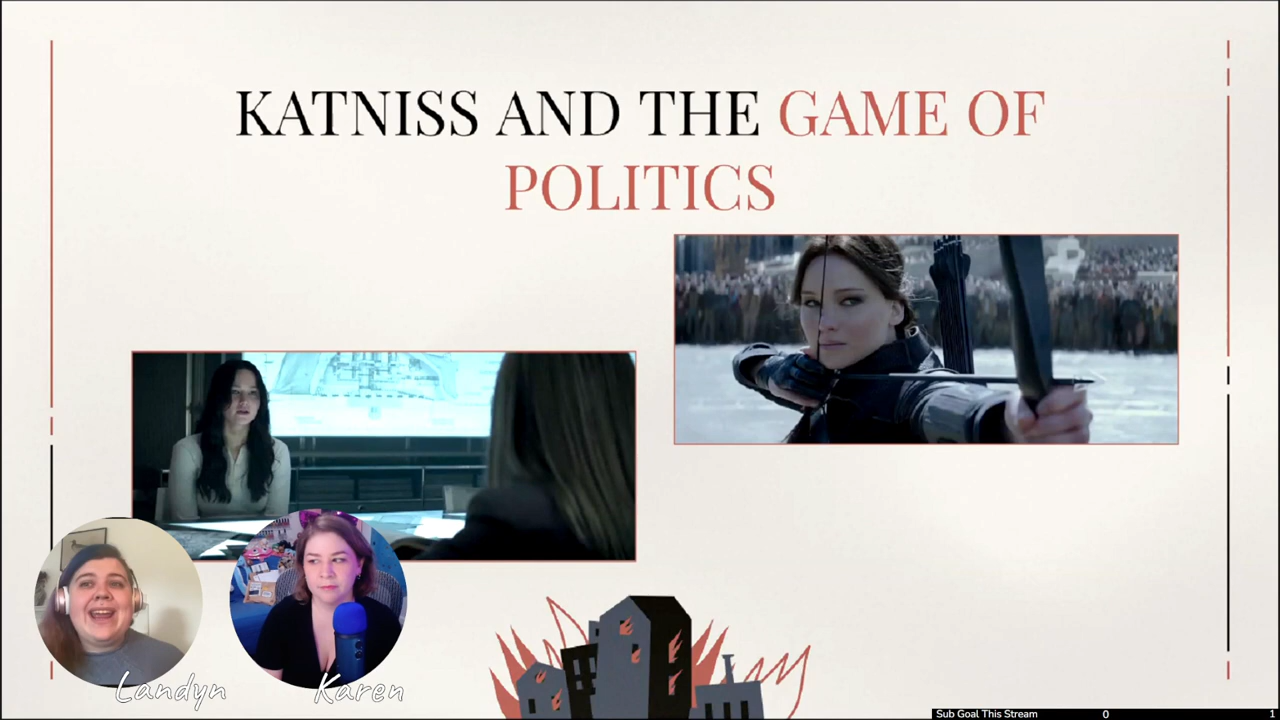 KATNISS AND THE GAME OF
POLITICS
Landyn
Karen
Sub Goal This Stream 0 1